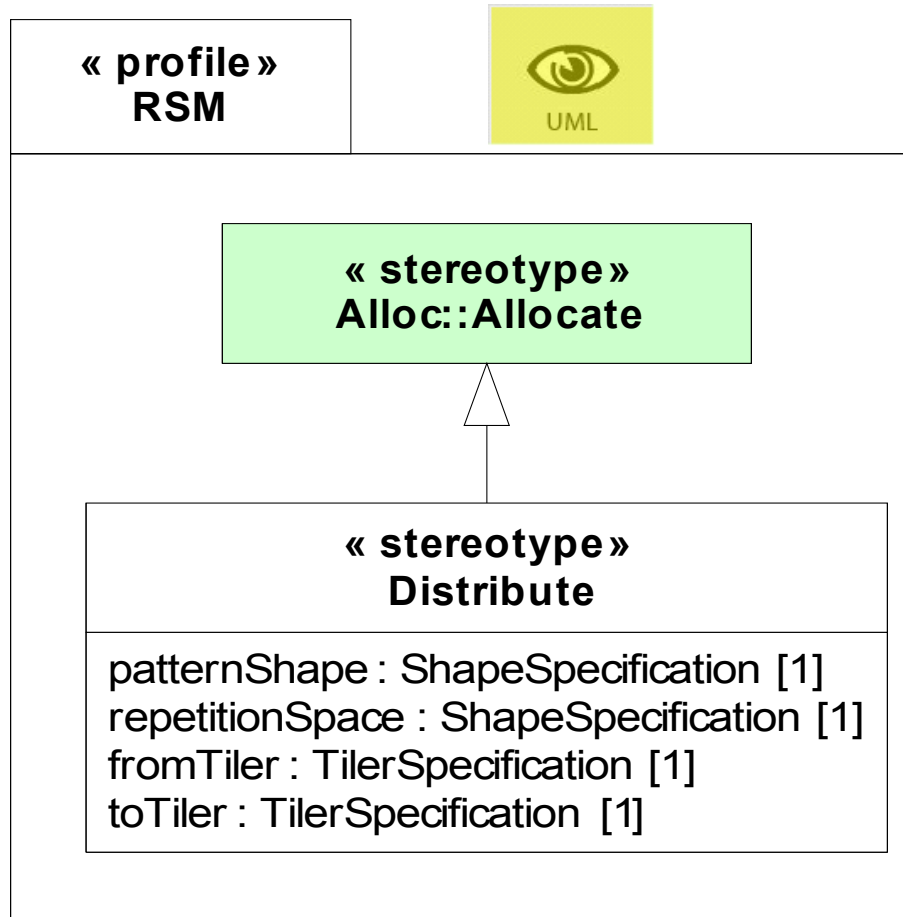 « profile »
RSM
UML
« stereotype »
Alloc::Allocate
« stereotype »
Distribute
patternShape : ShapeSpecification [1]
repetitionSpace : ShapeSpecification [1]
fromTiler : TilerSpecification [1]
toTiler : TilerSpecification [1]